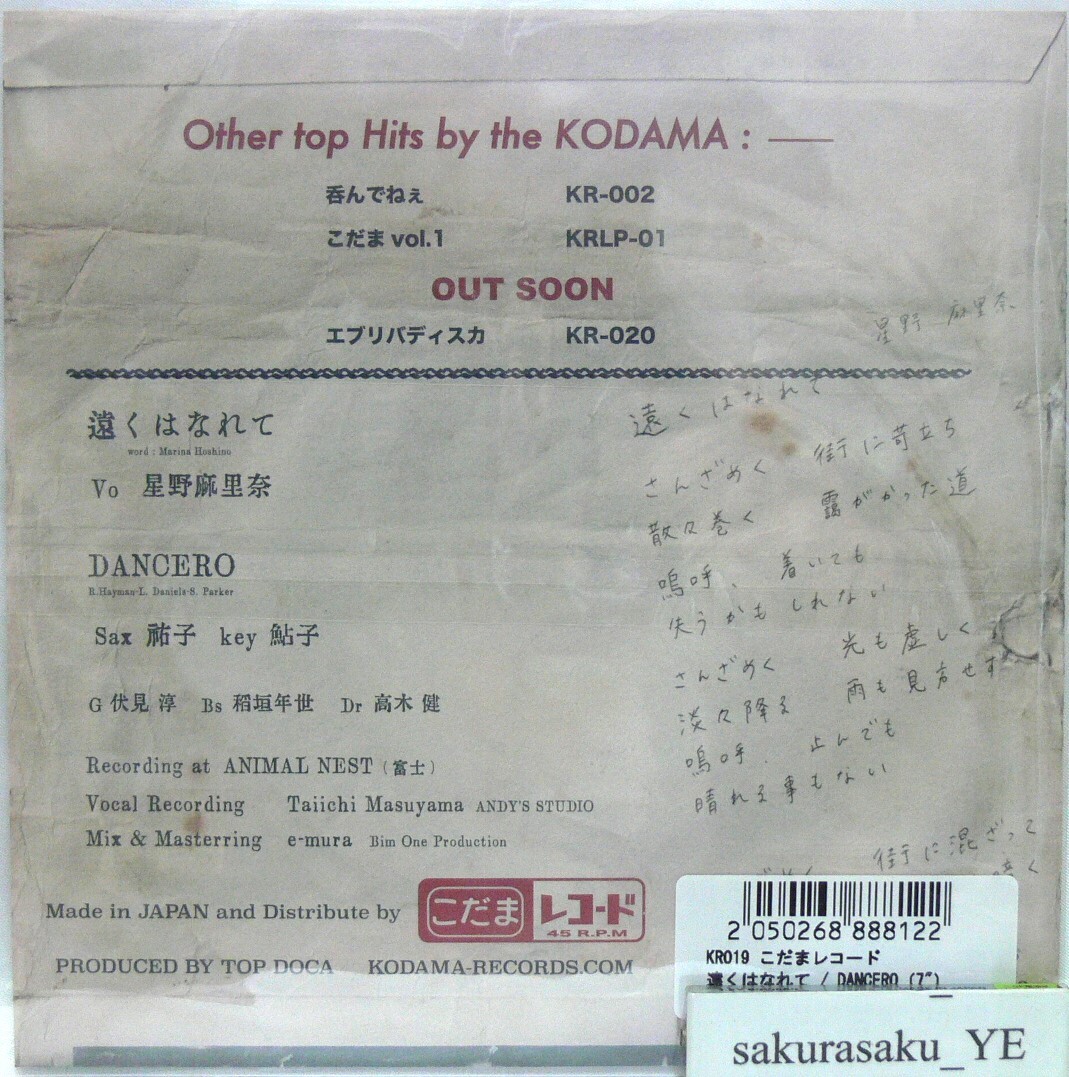 Other top Hits by the KODAMA :
呑んでねぇ KR-002
こだま vol.1 KRLP-01
OUT SOON
エブリバディスカ KR-020
星野 麻里奈
遠くはなれて
word : Marina Hoshino
Vo 星野麻里奈
DANCERO
R.Hayman-L. Daniels-S. Parker
Sax 祐子 key 鮎子
G 伏見 淳 Bs 稲垣年世 Dr 高木 健
Recording at ANIMAL NEST (富士)
Vocal Recording Taiichi Masuyama ANDY'S STUDIO
Mix & Masterring e-mura Bim One Production
遠くはなれて
さんざめく 街に苛立ち
散々巻く 靄がかった道
嗚呼、着いても
失うかもしれない
さんざめく 光も虚しく
淡々降る 雨も見声せず
嗚呼、止んでも
晴れる事もない
街に混ざって
Made in JAPAN and Distribute by こだま レコード
45 R.P.M
PRODUCED BY TOP DOCA KODAMA-RECORDS.COM
2 050268 888122
KR019 こだまレコード
遠くはなれて / DANCERO (7")
sakurasaku_YE